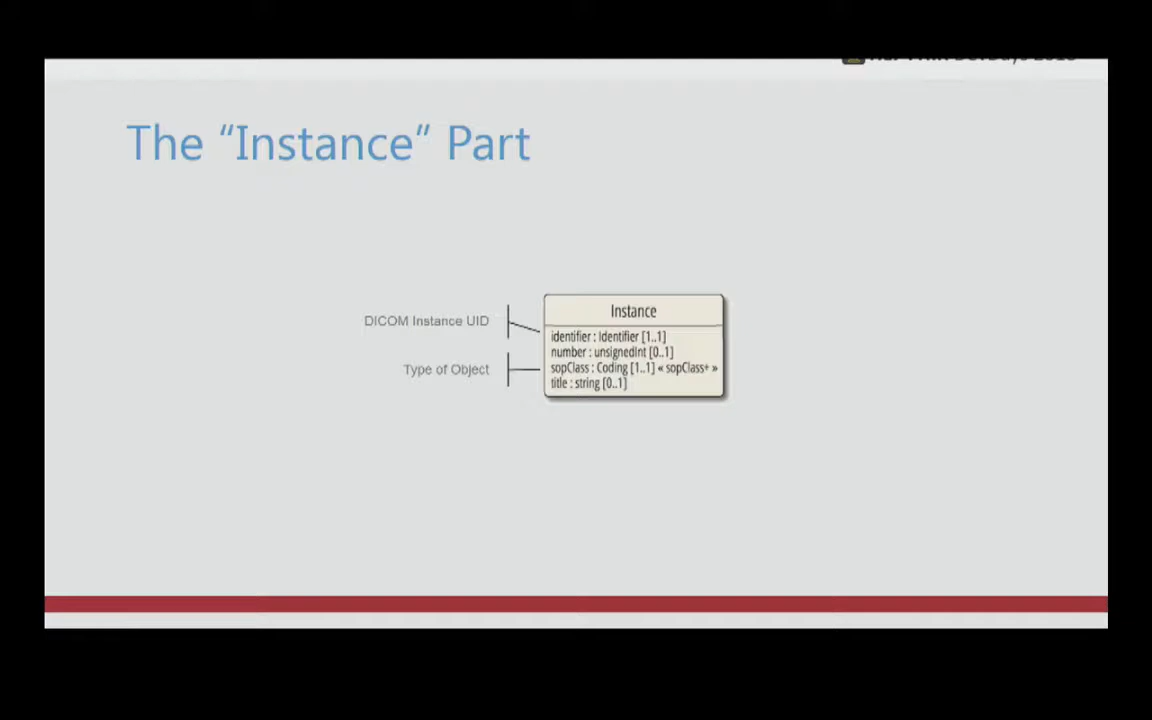 The “Instance” Part
DICOM Instance UID
Type of Object
Instance
identifier : Identifier [1..1]
number : unsignedInt [0..1]
sopClass : Coding [1..1] « sopClass+ »
title : string [0..1]